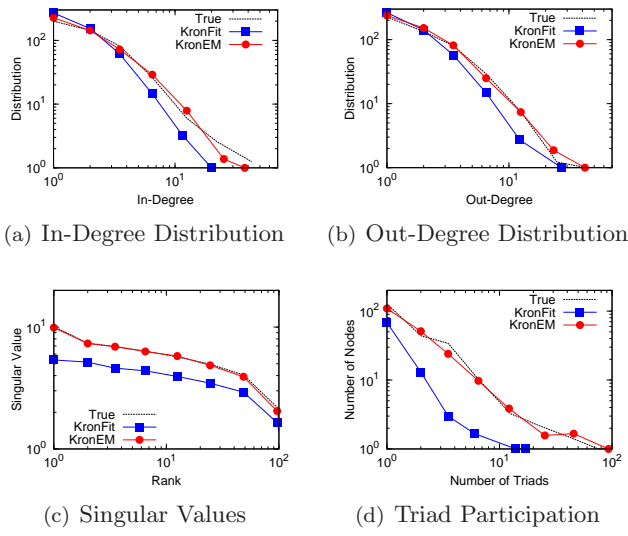 True
KronFit
KronEM
Distribution
10^2
10^1
10^0
10^0
10^1
In-Degree
(a) In-Degree Distribution
True
KronFit
KronEM
Distribution
10^2
10^1
10^0
10^0
10^1
Out-Degree
(b) Out-Degree Distribution
Singular Value
10^1
10^0
True
KronFit
KronEM
10^0
10^1
10^2
Rank
(c) Singular Values
True
KronFit
KronEM
Number of Nodes
10^2
10^1
10^0
10^0
10^1
10^2
Number of Triads
(d) Triad Participation